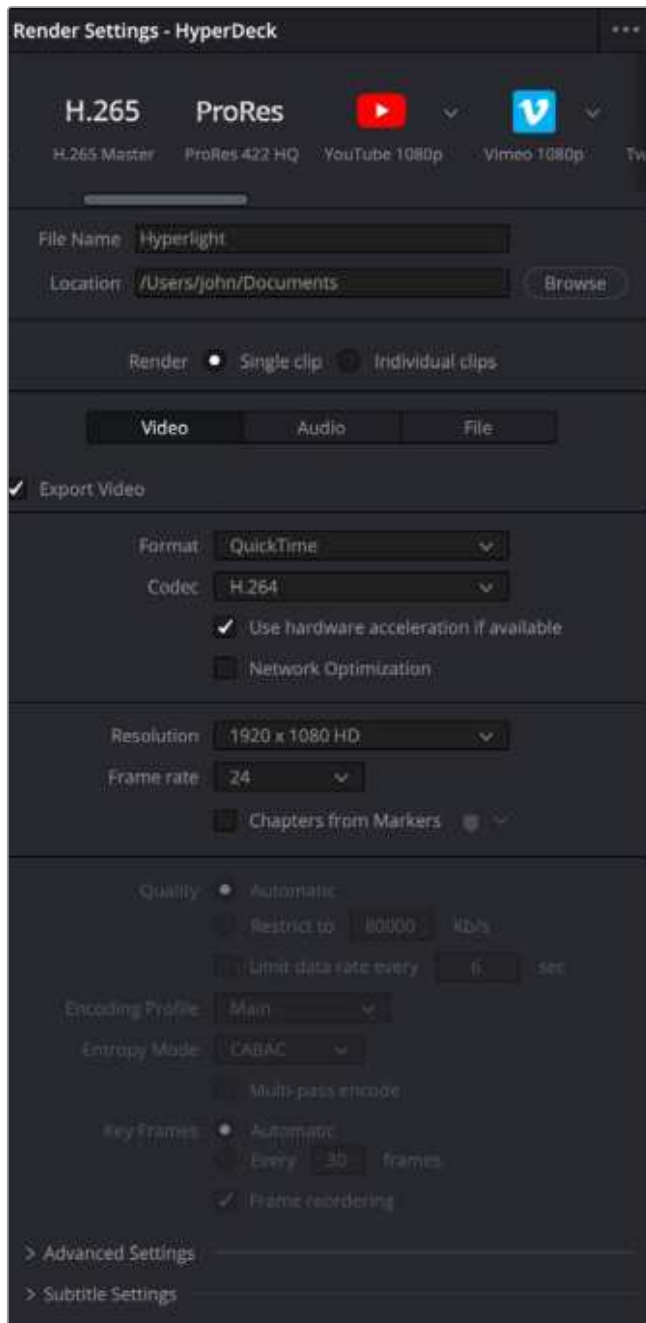 Render Settings - HyperDeck
H.265 ProRes
H.265 Master ProRes 422 HQ YouTube 1080p Vimeo 1080p Tw
File Name Hyperlight
Location /Users/john/Documents Browse
Render Single clip Individual clips
Video Audio File
Export Video
Format QuickTime
Codec H.264
Use hardware acceleration if available
Network Optimization
Resolution 1920 x 1080 HD
Frame rate 24
Chapters from Markers
Quality Automatic
Restrict to 80000 Kb/s
Limit data rate every 6 sec
Encoding Profile Main
Entropy Mode CABAC
Multi-pass encode
Key Frames Automatic
Every 30 frames
Frame reordering
> Advanced Settings
> Subtitle Settings